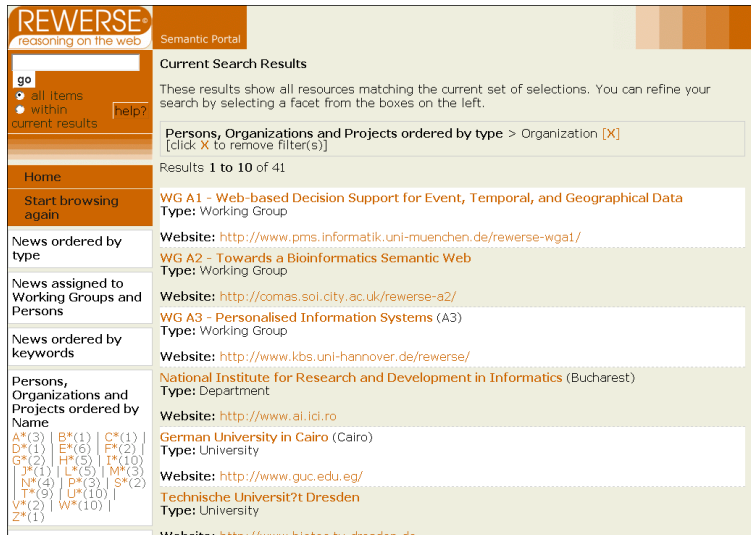 REWERSE©
reasoning on the web
Semantic Portal
go
all items
within
current results
help?
Home
Start browsing
again
News ordered by
type
News assigned to
Working Groups and
Persons
News ordered by
keywords
Persons,
Organizations and
Projects ordered by
Name
A*(3) | B*(1) | C*(1) |
D*(1) | E*(6) | F*(2) |
G*(2) | H*(5) | I*(10)
| J*(1) | L*(5) | M*(3)
| N*(4) | P*(3) | S*(2)
| T*(9) | U*(10) |
V*(2) | W*(10) |
Z*(1)
Current Search Results
These results show all resources matching the current set of selections. You can refine your
search by selecting a facet from the boxes on the left.
Persons, Organizations and Projects ordered by type > Organization [X]
[click X to remove filter(s)]
Results 1 to 10 of 41
WG A1 - Web-based Decision Support for Event, Temporal, and Geographical Data
Type: Working Group
Website: http://www.pms.informatik.uni-muenchen.de/rewerse-wga1/
WG A2 - Towards a Bioinformatics Semantic Web
Type: Working Group
Website: http://comas.soi.city.ac.uk/rewerse-a2/
WG A3 - Personalised Information Systems (A3)
Type: Working Group
Website: http://www.kbs.uni-hannover.de/rewerse/
National Institute for Research and Development in Informatics (Bucharest)
Type: Department
Website: http://www.ai.ici.ro
German University in Cairo (Cairo)
Type: University
Website: http://www.guc.edu.eg/
Technische Universit?t Dresden
Type: University
Website: